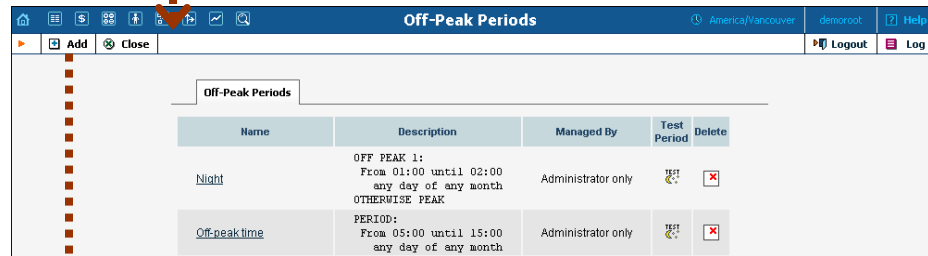 Off-Peak Periods
America/Vancouver
demoroot
Help
Add
Close
Logout
Log
Off-Peak Periods
Name Description Managed By Test Period Delete
OFF PEAK 1:
Night From 01:00 until 02:00 Administrator only TEST
any day of any month
OTHERWISE PEAK
PERIOD:
Off-peak time From 05:00 until 15:00 Administrator only TEST
any day of any month